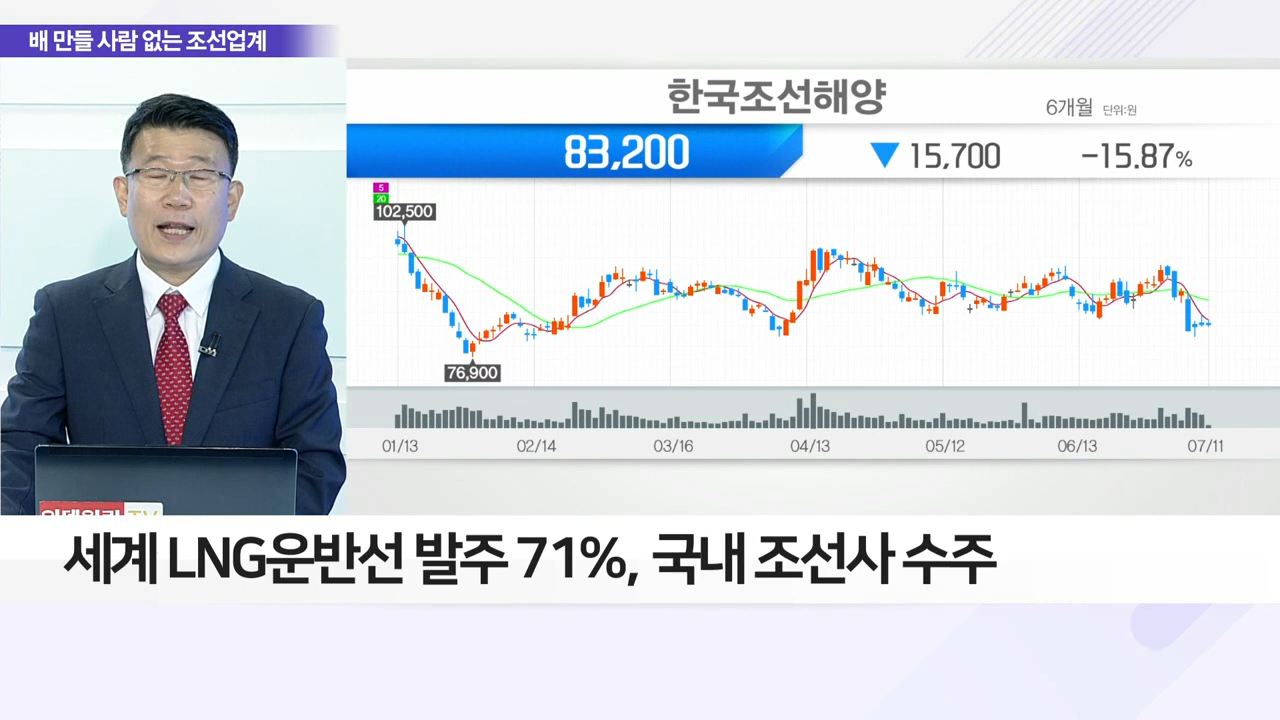 배 만들 사람 없는 조선업계
한국조선해양
6개월 단위:원
83,200 ▼ 15,700 -15.87%
5
20
102,500
76,900
01/13 02/14 03/16 04/13 05/12 06/13 07/11
TV
세계 LNG운반선 발주 71%, 국내 조선사 수주